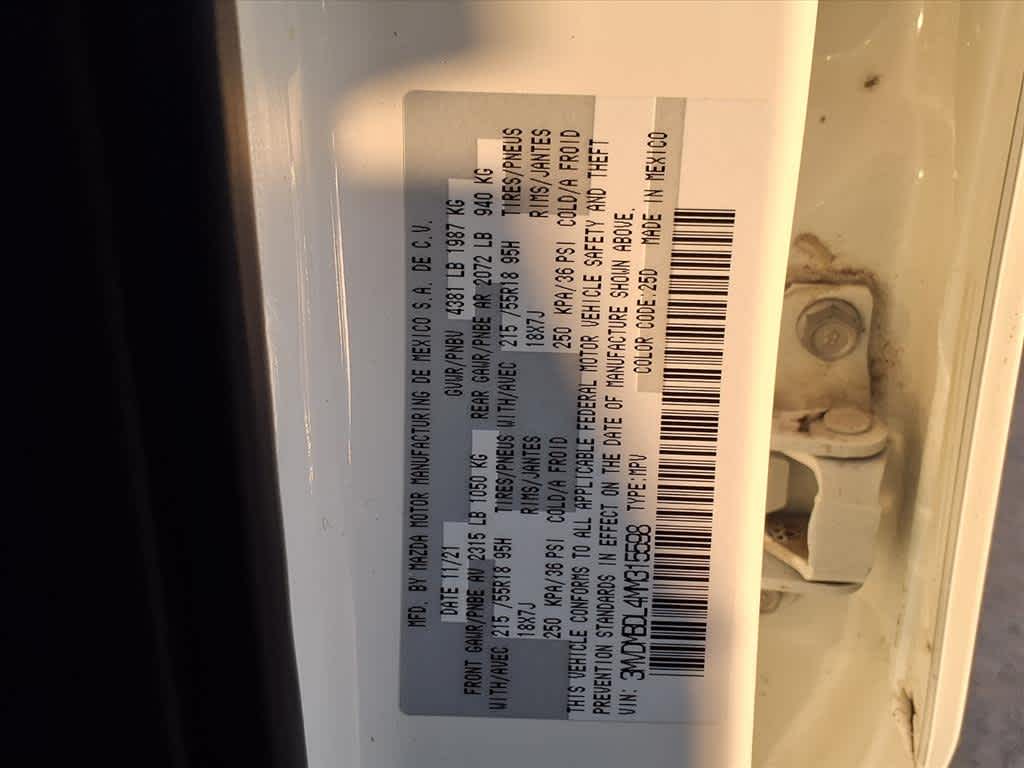 MFD. BY MAZDA MOTOR MANUFACTURING DE MEXICO S.A. DE C.V.
DATE 11/21 GVWR/PNBV 4381 LB 1987 KG
FRONT GAWR/PNBE AV 2315 LB 1050 KG REAR GAWR/PNBE AR 2072 LB 940 KG
WITH/AVEC 215 /55R18 95H TIRES/PNEUS WITH/AVEC 215 /55R18 95H TIRES/PNEUS
18X7J RIMS/JANTES 18X7J RIMS/JANTES
250 KPA/36 PSI COLD/A FROID 250 KPA/36 PSI COLD/A FROID
THIS VEHICLE CONFORMS TO ALL APPLICABLE FEDERAL MOTOR VEHICLE SAFETY AND THEFT
PREVENTION STANDARDS IN EFFECT ON THE DATE OF MANUFACTURE SHOWN ABOVE.
VIN: 3MVDMBDL4MM315598 TYPE:MPV COLOR CODE:25D MADE IN MEXICO